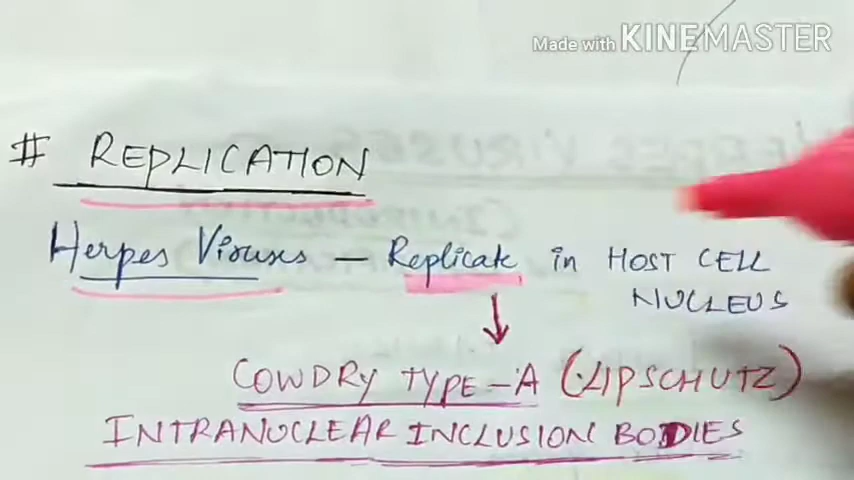 Made with KINEMASTER
# REPLICATION
Herpes Viruses — Replicate in HOST CELL
NUCLEUS
↓
COWDRY TYPE-A (LIPSCHUTZ)
INTRANUCLEAR INCLUSION BODIES